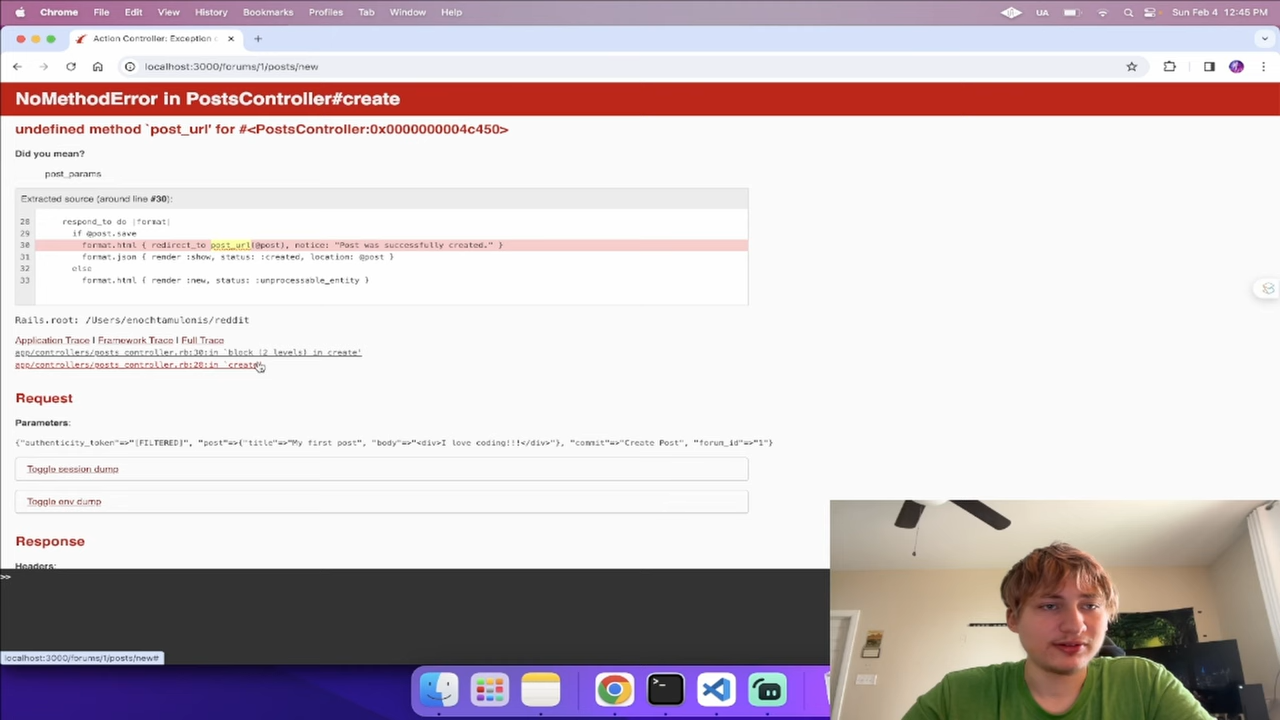 Chrome File Edit View History Bookmarks Profiles Tab Window Help UA Sun Feb 4 12:45 PM
Action Controller: Exception
localhost:3000/forums/1/posts/new
NoMethodError in PostsController#create
undefined method `post_url' for #<PostsController:0x0000000004c450>
Did you mean?
post_params
Extracted source (around line #30):
28 respond_to do |format|
29 if @post.save
30 format.html { redirect_to post_url(@post), notice: "Post was successfully created." }
31 format.json { render :show, status: :created, location: @post }
32 else
33 format.html { render :new, status: :unprocessable_entity }
Rails.root: /Users/enochtamulonis/reddit
Application Trace | Framework Trace | Full Trace
app/controllers/posts_controller.rb:30:in `block (2 levels) in create'
app/controllers/posts_controller.rb:28:in `create'
Request
Parameters:
{"authenticity_token"=>"[FILTERED]", "post"=>{"title"=>"My first post", "body"=>"<div>I love coding!!!</div>"}, "commit"=>"Create Post", "forum_id"=>"1"}
Toggle session dump
Toggle env dump
Response
Headers:
>>
localhost:3000/forums/1/posts/new#